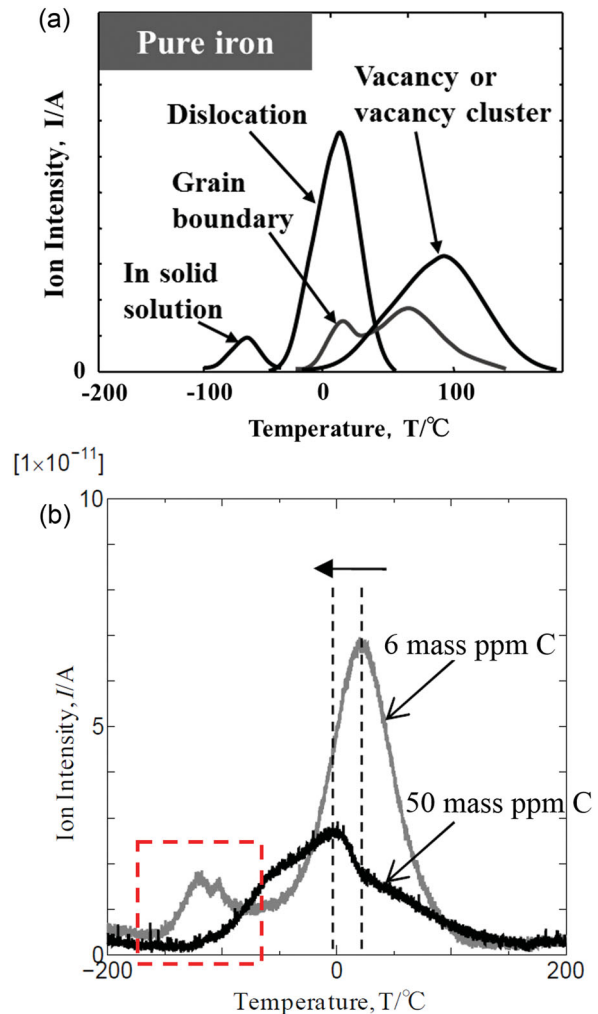 (a)
Pure iron
Vacancy or
vacancy cluster
Dislocation
Grain
boundary
In solid
solution
Ion Intensity, I/A
0
-200 -100 0 100
Temperature, T/℃
[1×10⁻¹¹]
(b)
10
6 mass ppm C
5
50 mass ppm C
Ion Intensity, I/A
0
−200 0 200
Temperature, T/℃